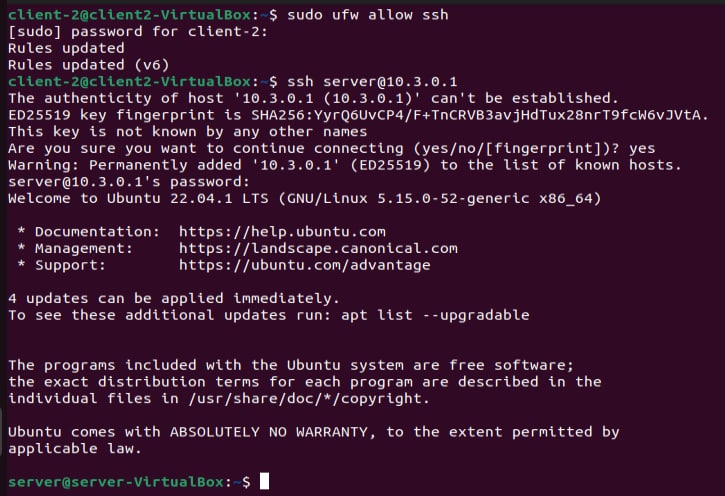 client-2@client2-VirtualBox:~$ sudo ufw allow ssh
[sudo] password for client-2:
Rules updated
Rules updated (v6)
client-2@client2-VirtualBox:~$ ssh server@10.3.0.1
The authenticity of host '10.3.0.1 (10.3.0.1)' can't be established.
ED25519 key fingerprint is SHA256:YyrQ6UvCP4/F+TnCRVB3avjHdTux28nrT9fcW6vJVtA.
This key is not known by any other names
Are you sure you want to continue connecting (yes/no/[fingerprint])? yes
Warning: Permanently added '10.3.0.1' (ED25519) to the list of known hosts.
server@10.3.0.1's password:
Welcome to Ubuntu 22.04.1 LTS (GNU/Linux 5.15.0-52-generic x86_64)
 * Documentation:  https://help.ubuntu.com
 * Management:     https://landscape.canonical.com
 * Support:        https://ubuntu.com/advantage
4 updates can be applied immediately.
To see these additional updates run: apt list --upgradable
The programs included with the Ubuntu system are free software;
the exact distribution terms for each program are described in the
individual files in /usr/share/doc/*/copyright.
Ubuntu comes with ABSOLUTELY NO WARRANTY, to the extent permitted by
applicable law.
server@server-VirtualBox:~$